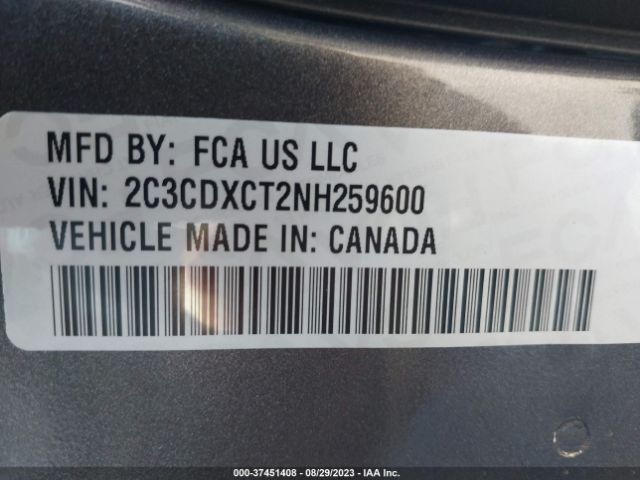 MFD BY: FCA US LLC
VIN: 2C3CDXCT2NH259600
VEHICLE MADE IN: CANADA
000-37451408 - 08/29/2023 - IAA Inc.